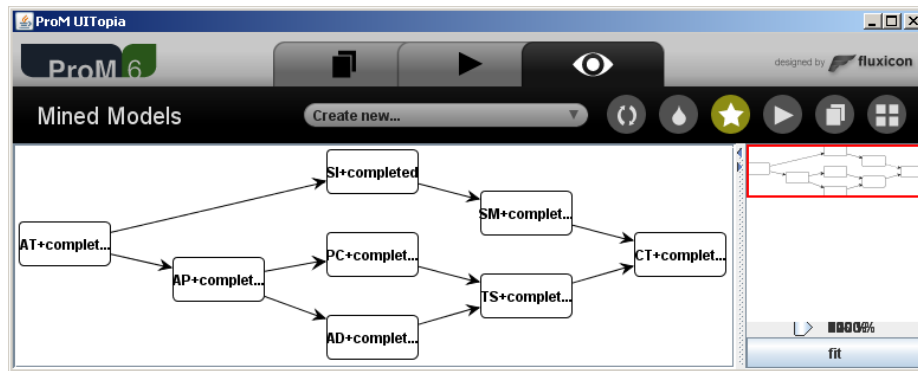 ProM UITopia
ProM 6
designed by fluxicon
Mined Models
Create new...
SI+completed
SM+complet...
AT+complet...
PC+complet...
CT+complet...
AP+complet...
TS+complet...
AD+complet...
fit